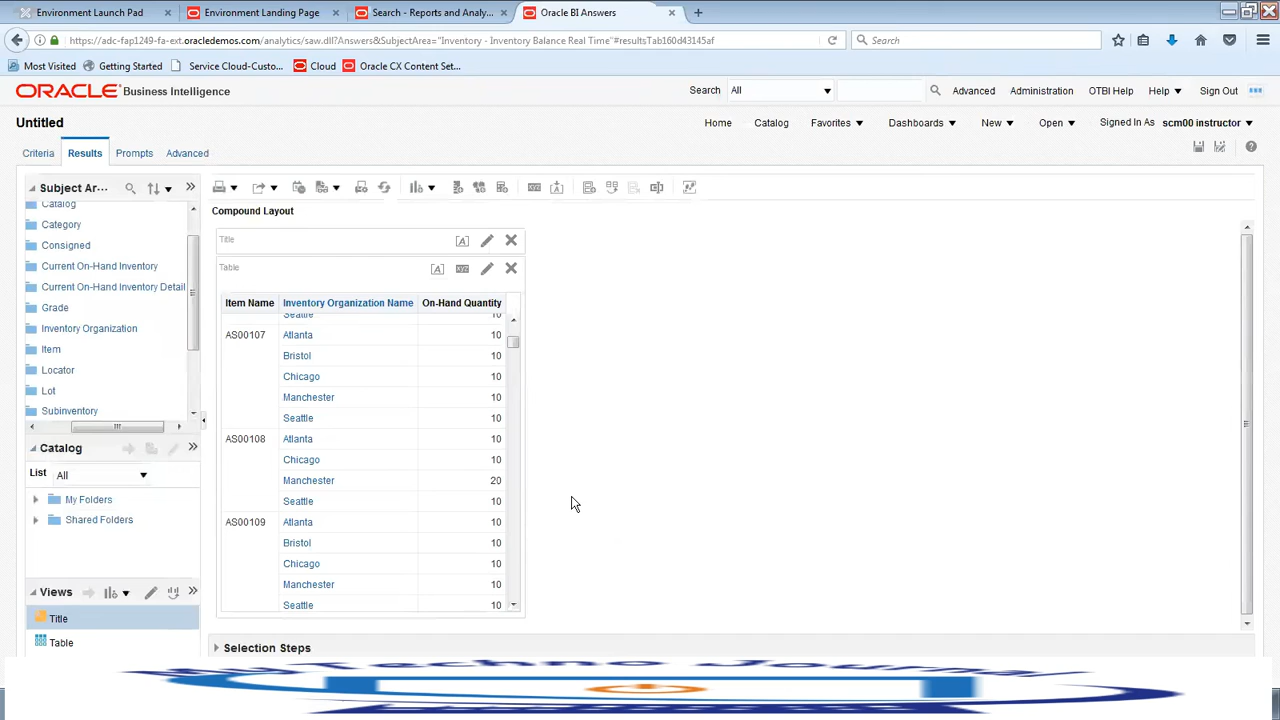 Environment Launch Pad
Environment Landing Page
Search - Reports and Analy...
Oracle BI Answers
https://adc-fap1249-fa-ext.oracledemos.com/analytics/saw.dll?Answers&SubjectArea="Inventory - Inventory Balance Real Time"#resultsTab160d43145af
Search
Most Visited
Getting Started
Service Cloud-Custo...
Cloud
Oracle CX Content Set...
ORACLE Business Intelligence
Search
All
Advanced
Administration
OTBI Help
Help
Sign Out
Untitled
Home
Catalog
Favorites
Dashboards
New
Open
Signed In As scm00 instructor
Criteria
Results
Prompts
Advanced
Subject Ar...
Catalog
Category
Consigned
Current On-Hand Inventory
Current On-Hand Inventory Detail
Grade
Inventory Organization
Item
Locator
Lot
Subinventory
Catalog
List
All
My Folders
Shared Folders
Views
Title
Table
Compound Layout
Title
Table
Item Name Inventory Organization Name On-Hand Quantity
Seattle 10
AS00107 Atlanta 10
Bristol 10
Chicago 10
Manchester 10
Seattle 10
AS00108 Atlanta 10
Chicago 10
Manchester 20
Seattle 10
AS00109 Atlanta 10
Bristol 10
Chicago 10
Manchester 10
Seattle 10
Selection Steps
Techno Journal